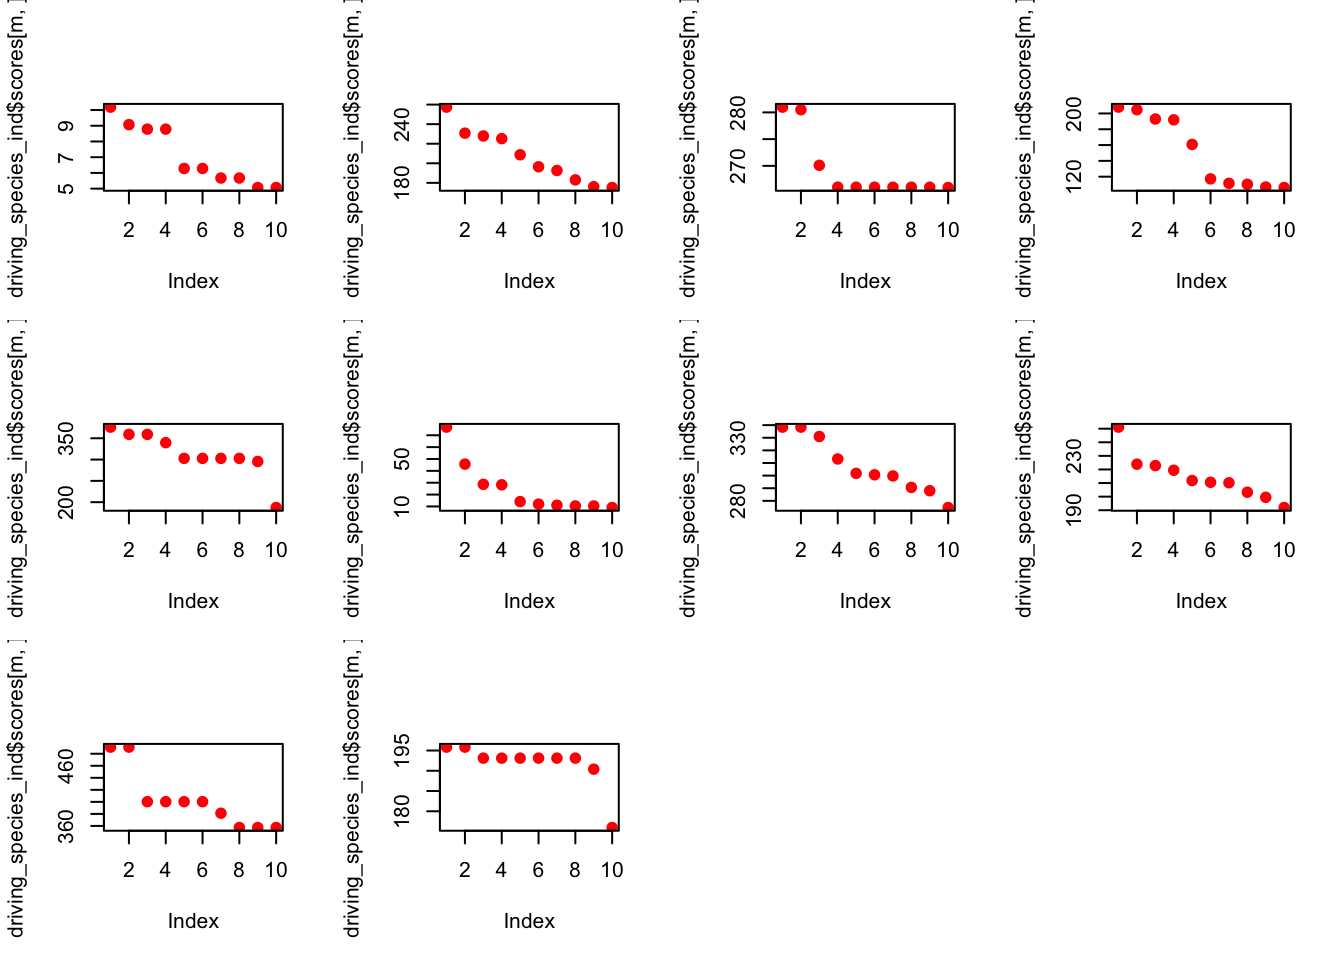 driving_species_ind$scores[m, ]
9
7
5
2 4 6 8 10
Index
driving_species_ind$scores[m, ]
240
180
2 4 6 8 10
Index
driving_species_ind$scores[m, ]
280
270
2 4 6 8 10
Index
driving_species_ind$scores[m, ]
200
120
2 4 6 8 10
Index
driving_species_ind$scores[m, ]
350
200
2 4 6 8 10
Index
driving_species_ind$scores[m, ]
50
10
2 4 6 8 10
Index
driving_species_ind$scores[m, ]
330
280
2 4 6 8 10
Index
driving_species_ind$scores[m, ]
230
190
2 4 6 8 10
Index
driving_species_ind$scores[m, ]
460
360
2 4 6 8 10
Index
driving_species_ind$scores[m, ]
195
180
2 4 6 8 10
Index